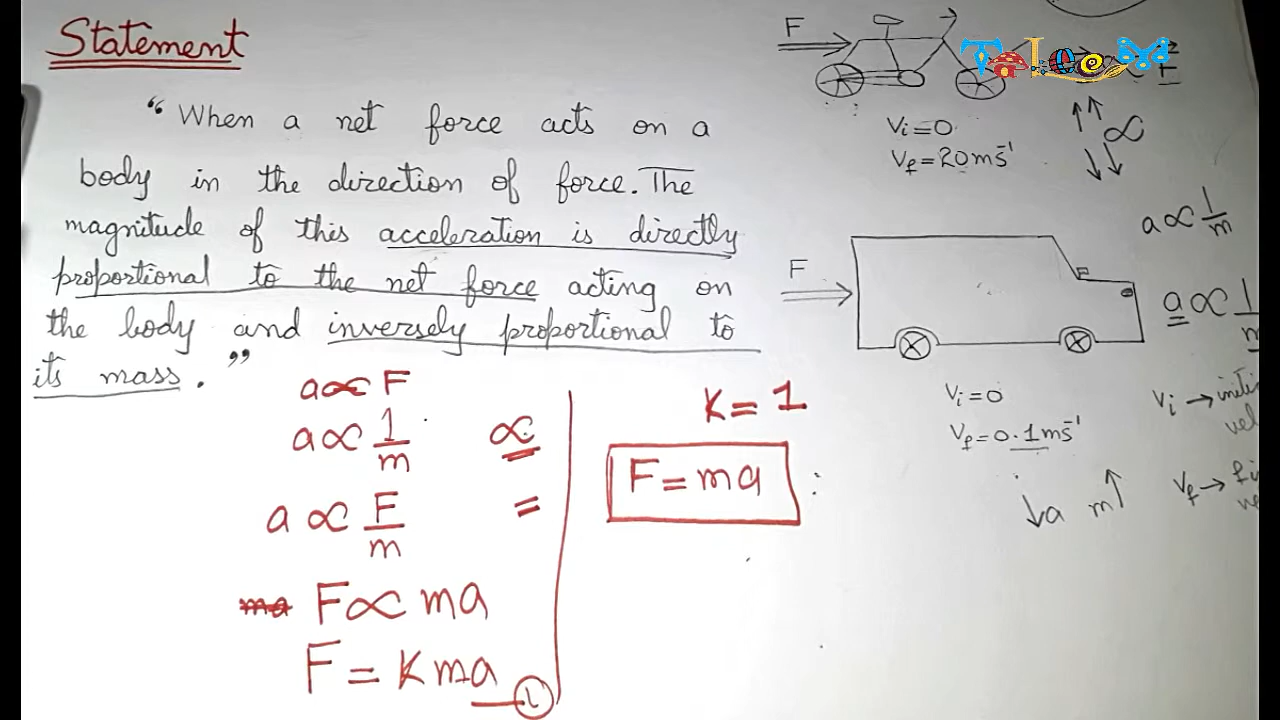 Statement
“When a net force acts on a
body in the direction of force. The
magnitude of this acceleration is directly
proportional to the net force acting on
the body and inversely proportional to
its mass.”
a∝F
a∝1/m
a∝F/m
ma F∝ma
F=Kma
∝
=
K=1
F=ma :
F
Taleem
F
Vi=0
Vf=20ms⁻¹
↑↑ ∝
↓↓
a∝1/m
F
a∝1/m
Vi=0
Vf=0.1ms⁻¹
↓a m↑
Vi→
Vf→